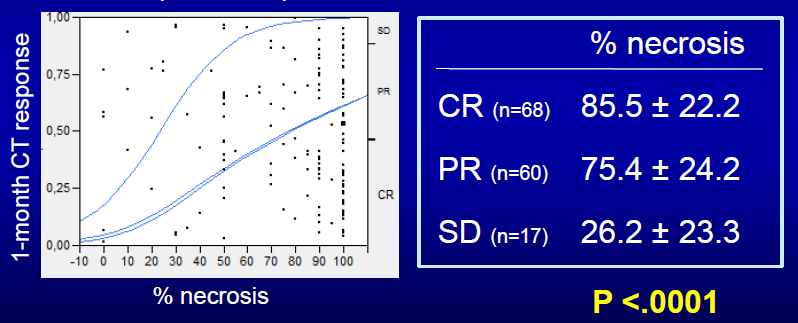 1,00
0,75
0,50
0,25
0,00
1-month CT response
SD
PR
CR
-10 0 10 20 30 40 50 60 70 80 90 100
% necrosis
% necrosis
CR (n=68) 85.5 ± 22.2
PR (n=60) 75.4 ± 24.2
SD (n=17) 26.2 ± 23.3
P <.0001